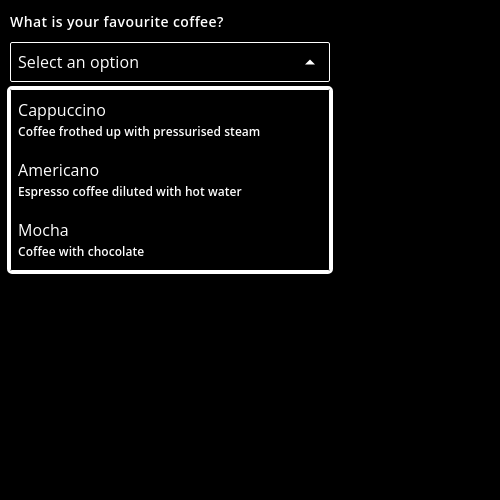 What is your favourite coffee?
Select an option
Cappuccino
Coffee frothed up with pressurised steam
Americano
Espresso coffee diluted with hot water
Mocha
Coffee with chocolate